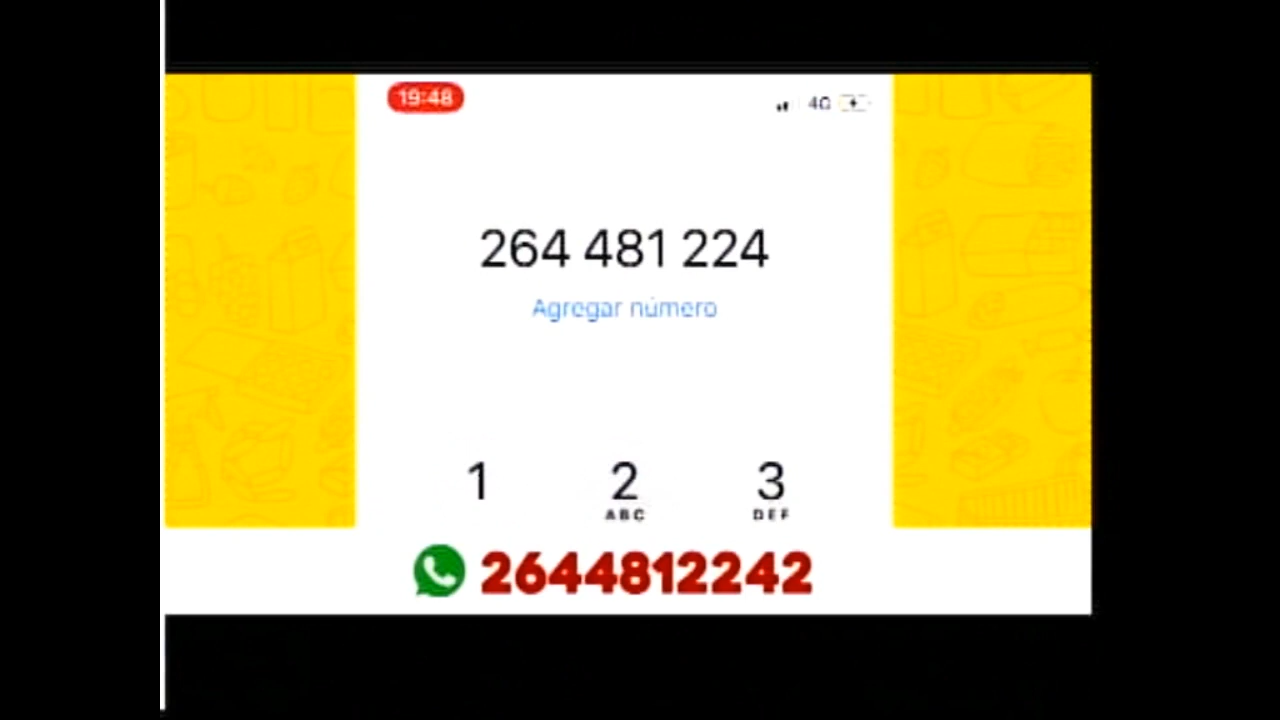 19:48 4G
264 481 224
Agregar número
1 2 3
ABC DEF
2644812242